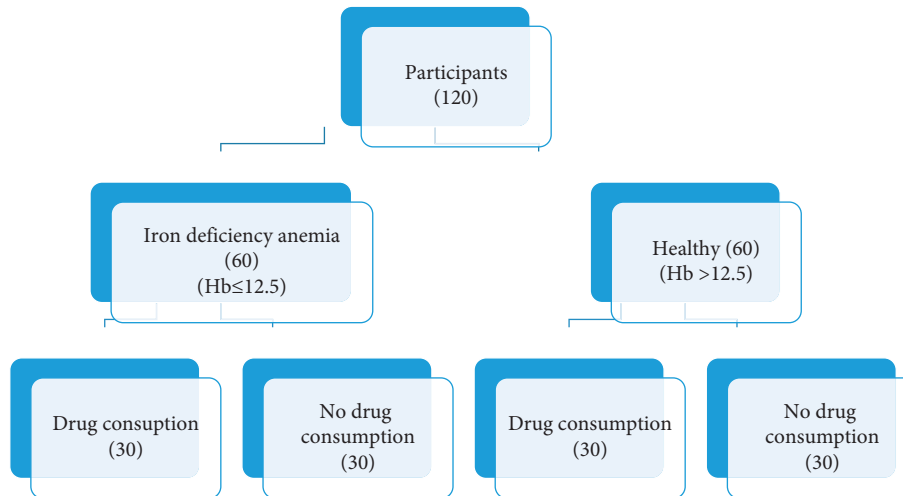 Participants
(120)
Iron deficiency anemia
(60)
(Hb≤12.5)
Healthy (60)
(Hb >12.5)
Drug consuption
(30)
No drug
consumption
(30)
Drug consumption
(30)
No drug
consumption
(30)